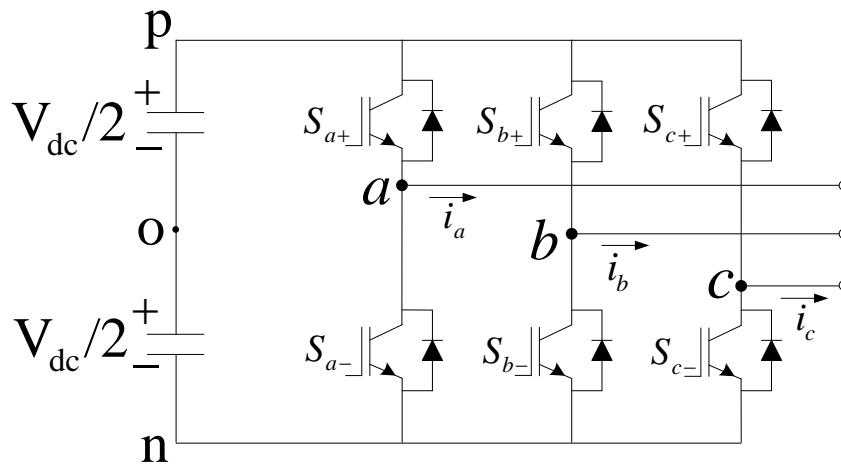 p
+
V_dc/2
−
S_a+
S_b+
S_c+
a
i_a
o
b
i_b
c
i_c
+
V_dc/2
−
S_a−
S_b−
S_c−
n